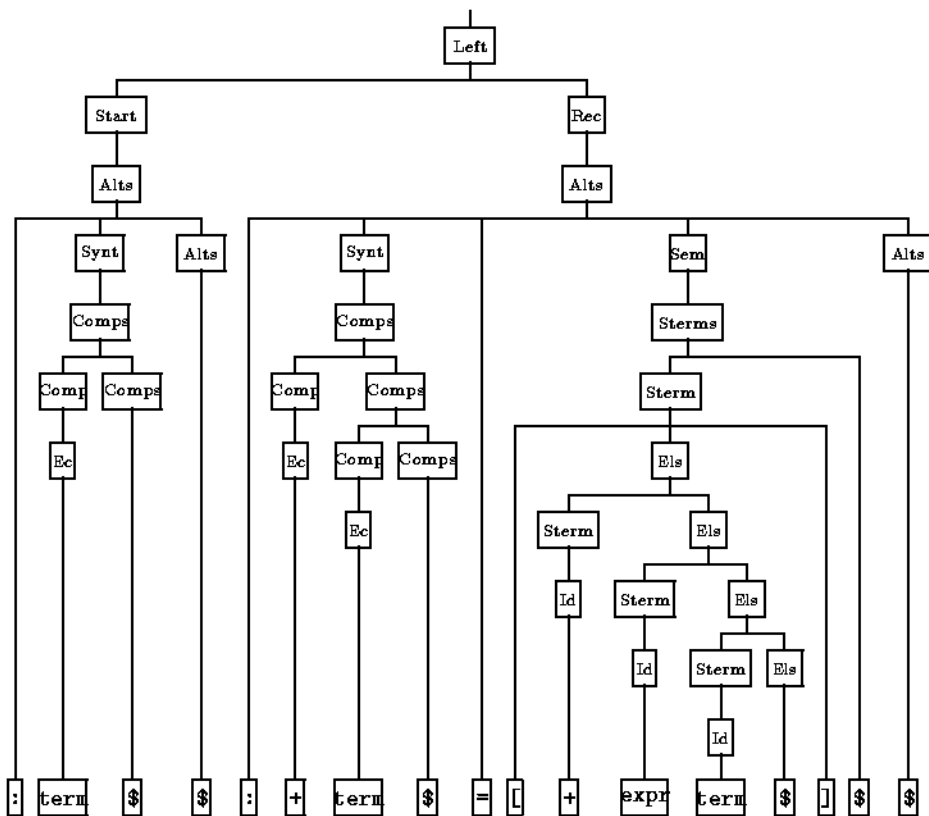 Left
Start Rec
Alts Alts
Synt Alts Synt Sem Alts
Comps Comps Sterms
Comp Comps Comp Comps Sterm
Ec Ec Comp Comps Els
Ec Sterm Els
Id Sterm Els
Id Sterm Els
Id
: term $ $ : + term $ = [ + expr term $ ] $ $